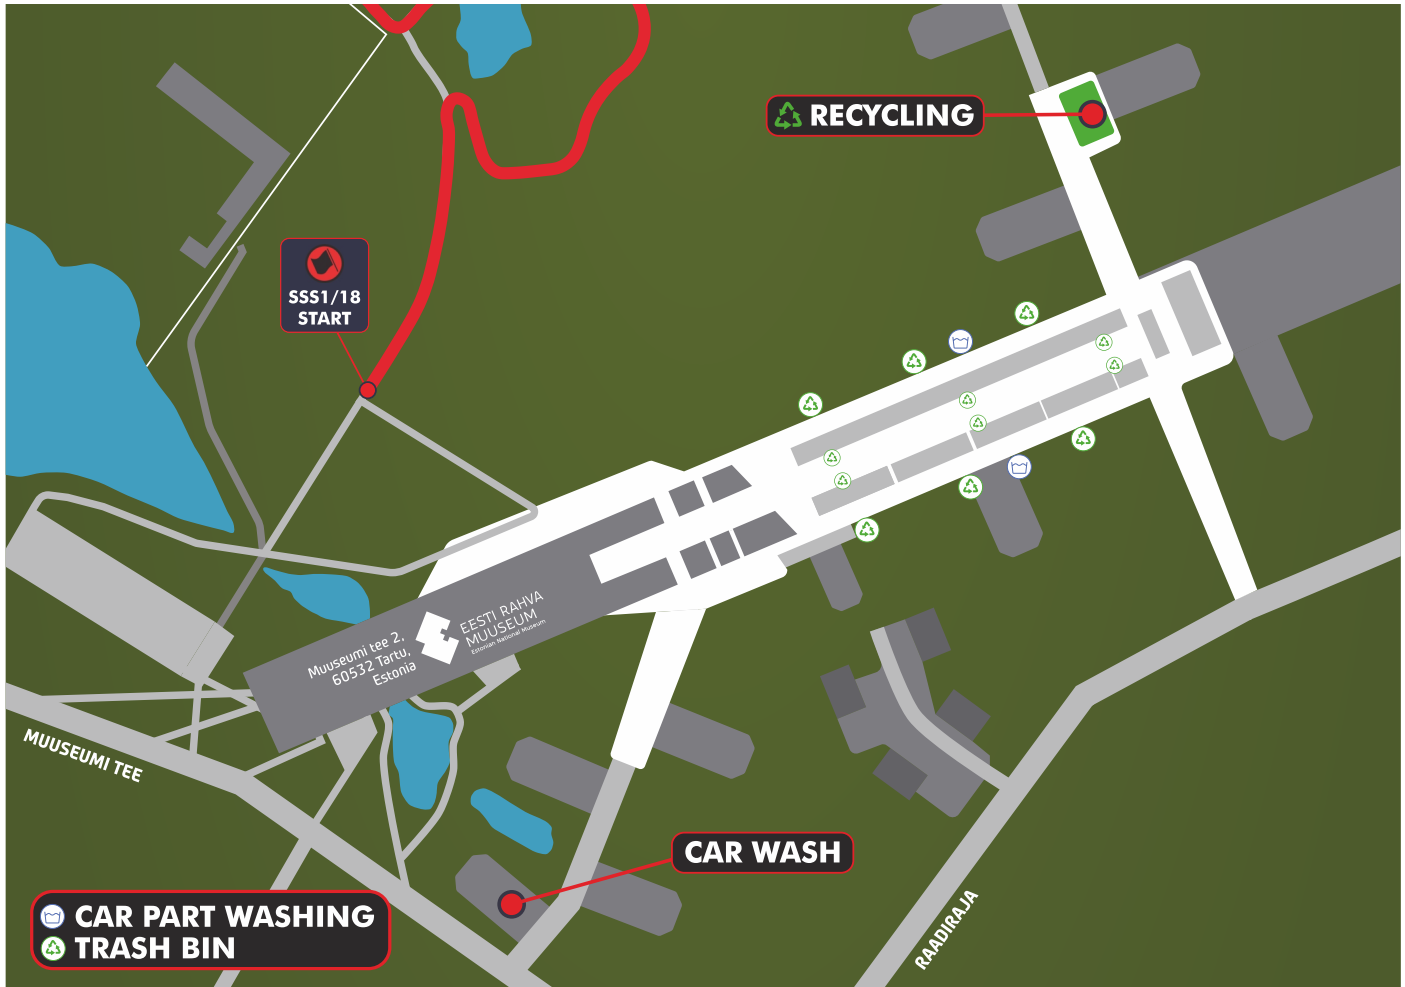 RECYCLING
SSS1/18
START
EESTI RAHVA
MUUSEUM
Estonian National Museum
Muuseumi tee 2,
60532 Tartu,
Estonia
MUUSEUMI TEE
CAR WASH
RAADIRAJA
CAR PART WASHING
TRASH BIN